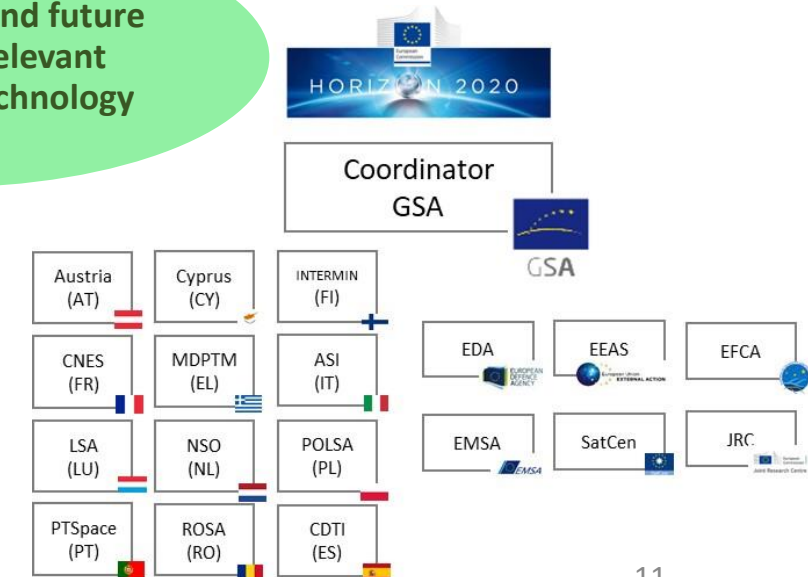 nd future
elevant
chnology
European
Commission
HORIZON 2020
Coordinator
GSA
GSA
Austria
(AT)
Cyprus
(CY)
INTERMIN
(FI)
CNES
(FR)
MDPTM
(EL)
ASI
(IT)
LSA
(LU)
NSO
(NL)
POLSA
(PL)
PTSpace
(PT)
ROSA
(RO)
CDTI
(ES)
EDA
EUROPEAN
DEFENCE
AGENCY
EEAS
European Union
EXTERNAL ACTION
EFCA
EMSA
EMSA
SatCen
JRC
European
Commission
Joint Research Centre
11